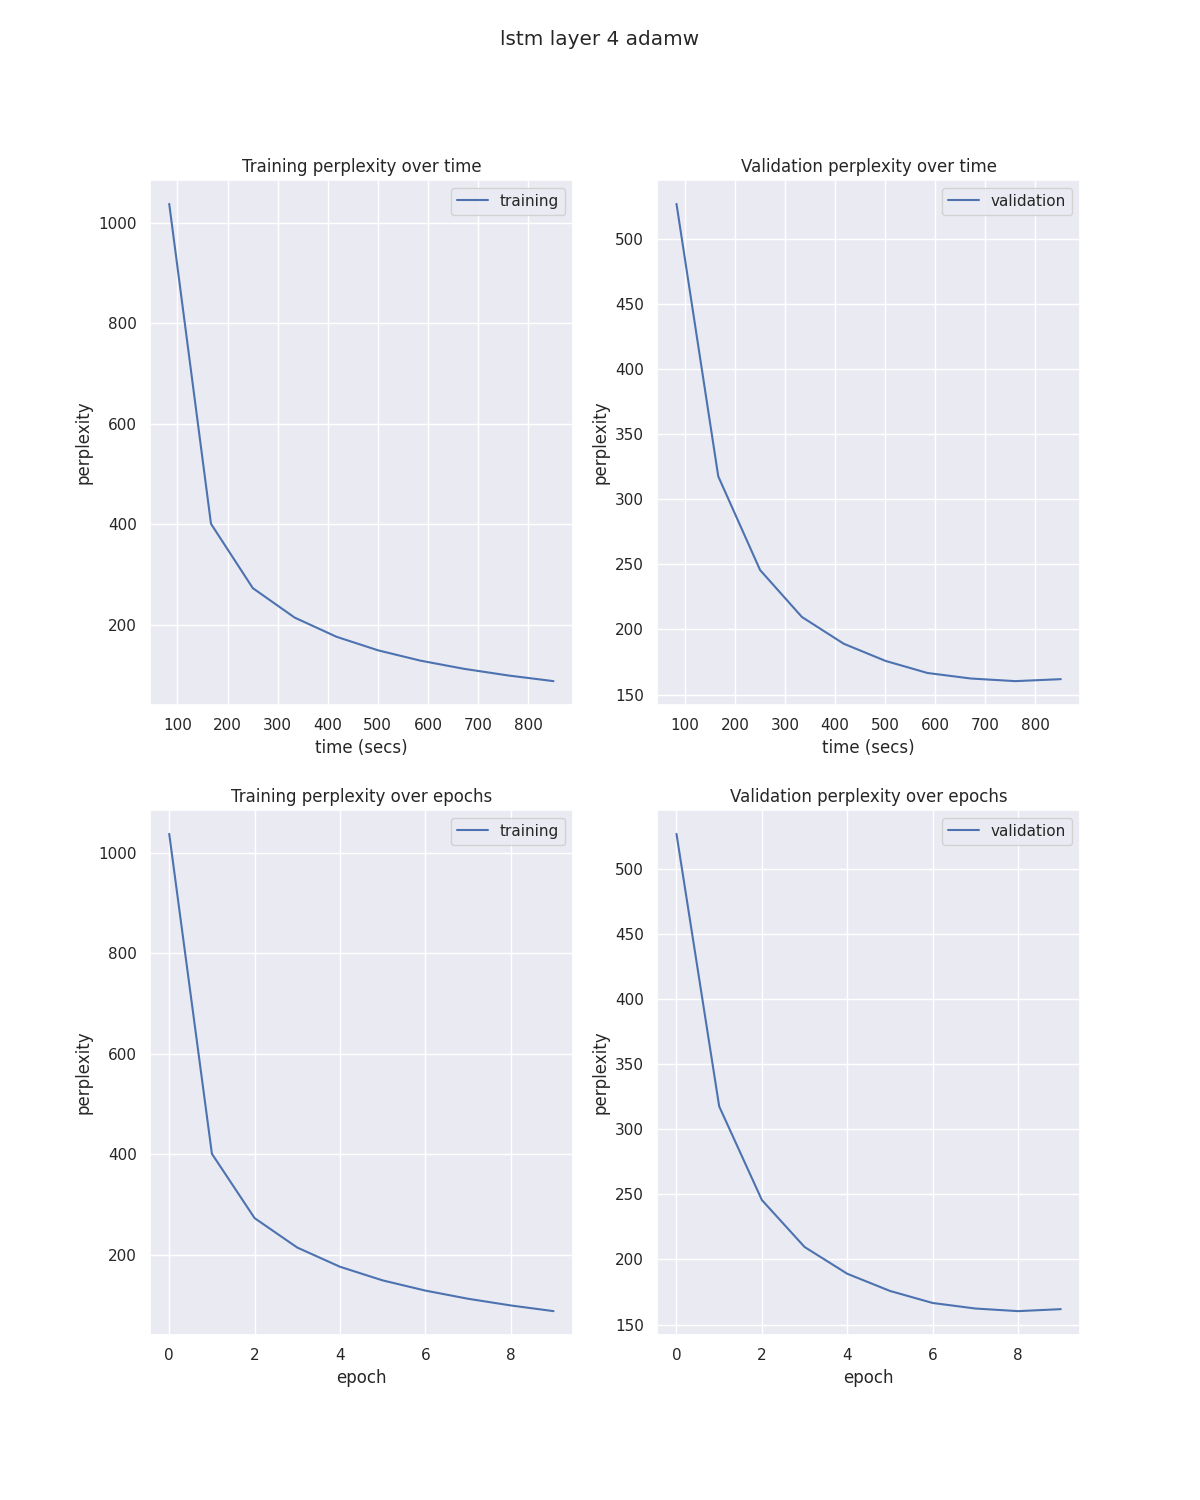 lstm layer 4 adamw
Training perplexity over time
training
1000
800
600
400
200
perplexity
100 200 300 400 500 600 700 800
time (secs)
Validation perplexity over time
validation
500
450
400
350
300
250
200
150
perplexity
100 200 300 400 500 600 700 800
time (secs)
Training perplexity over epochs
training
1000
800
600
400
200
perplexity
0 2 4 6 8
epoch
Validation perplexity over epochs
validation
500
450
400
350
300
250
200
150
perplexity
0 2 4 6 8
epoch